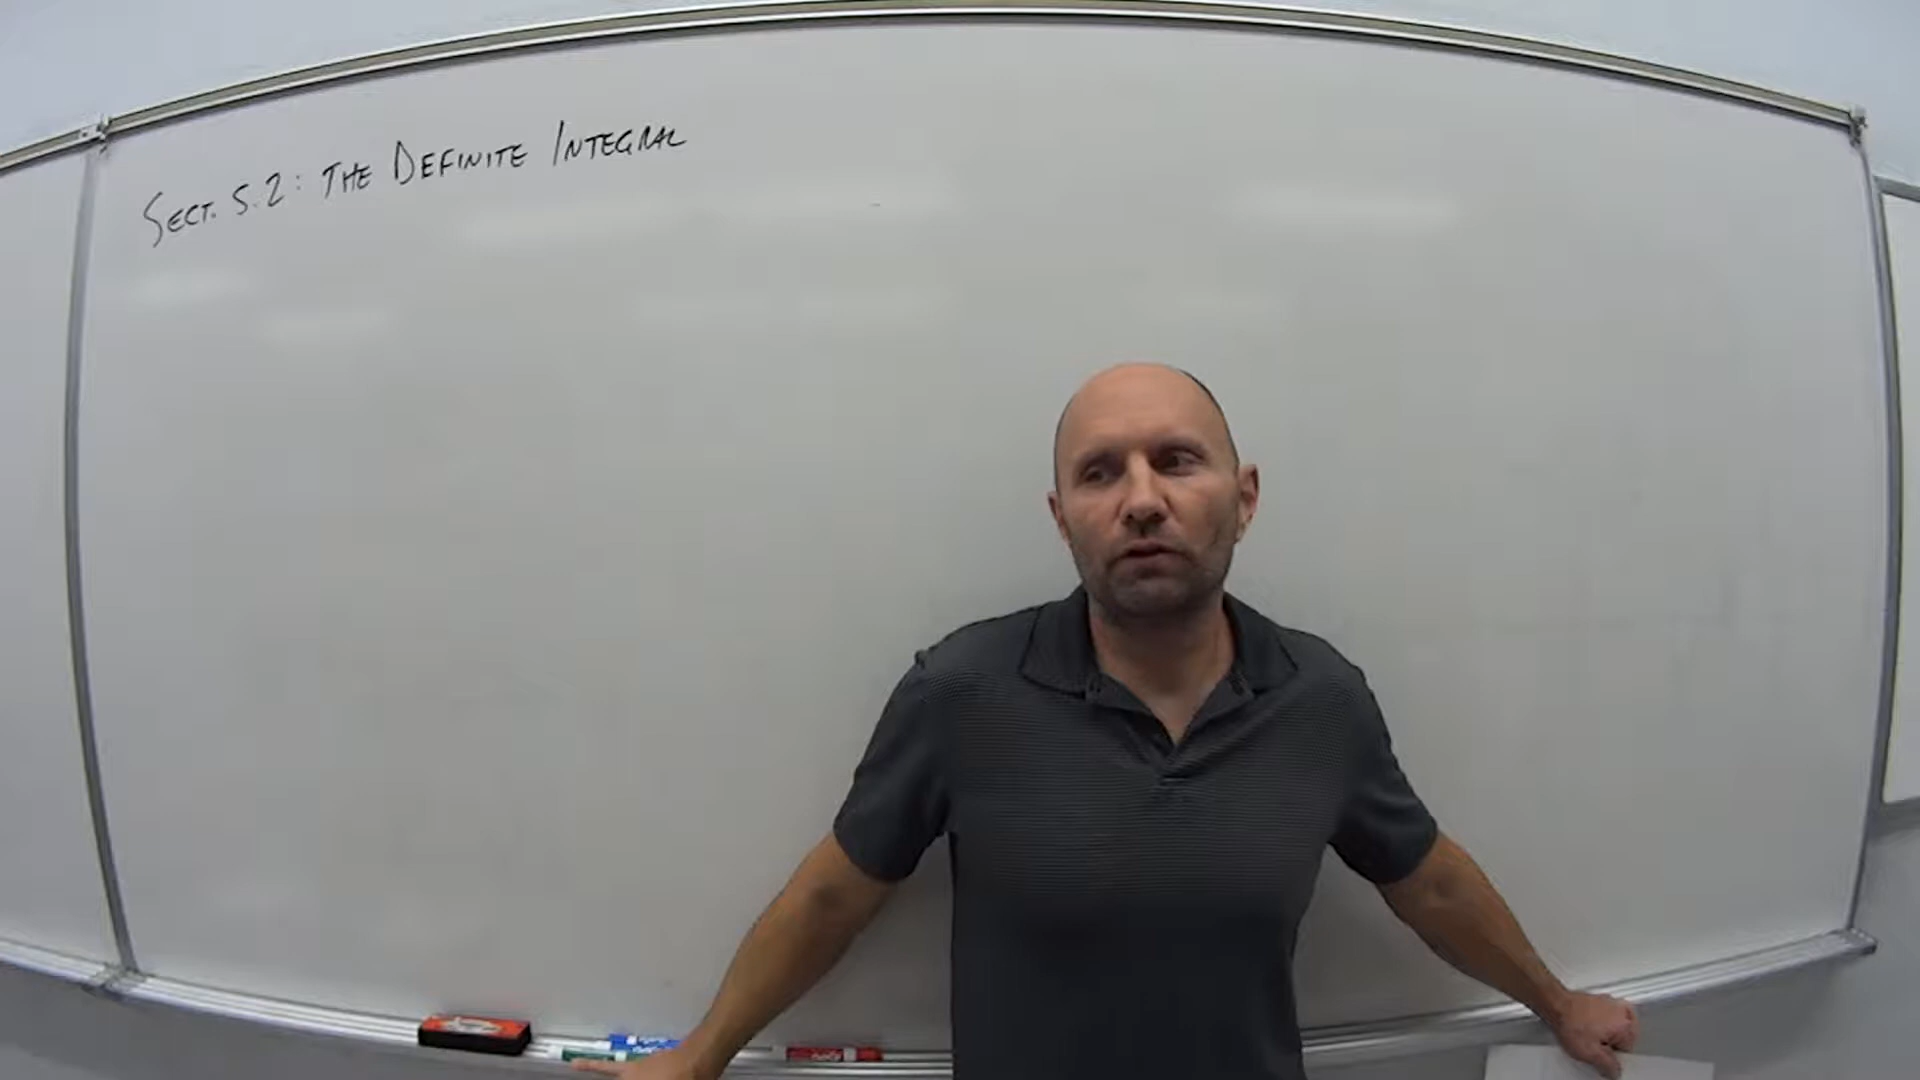 SECT. 5.2: THE DEFINITE INTEGRAL